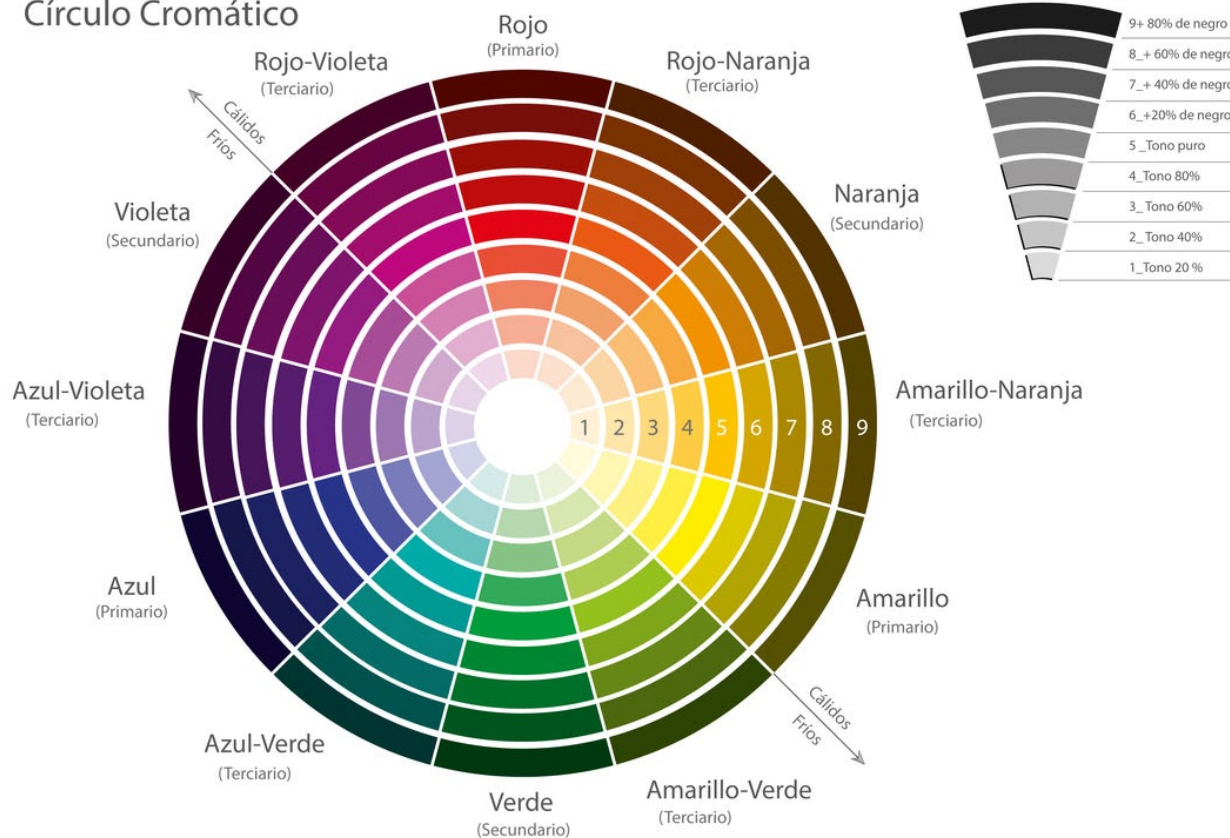 Círculo Cromático
Rojo
(Primario)
Rojo-Naranja
(Terciario)
Naranja
(Secundario)
Amarillo-Naranja
(Terciario)
Amarillo
(Primario)
Amarillo-Verde
(Terciario)
Verde
(Secundario)
Azul-Verde
(Terciario)
Azul
(Primario)
Azul-Violeta
(Terciario)
Violeta
(Secundario)
Rojo-Violeta
(Terciario)
Cálidos
Fríos
Cálidos
Fríos
1 2 3 4 5 6 7 8 9
9+ 80% de negro
8_+ 60% de negro
7_+ 40% de negro
6_+20% de negro
5 _Tono puro
4_Tono 80%
3_Tono 60%
2_ Tono 40%
1_Tono 20 %